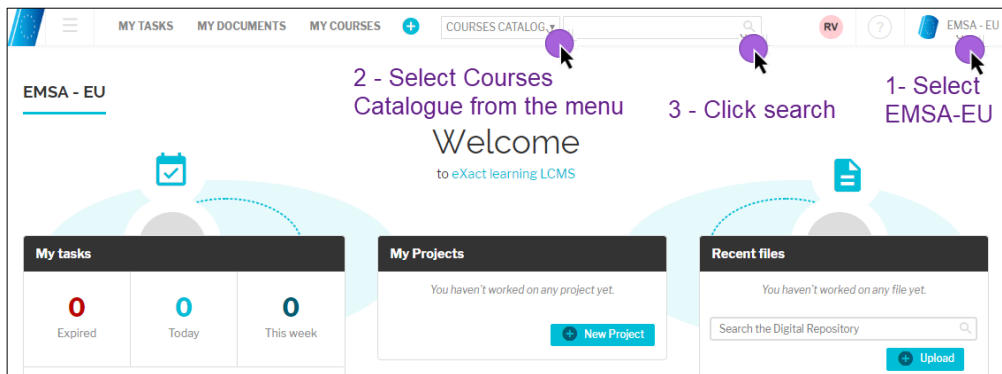 MY TASKS MY DOCUMENTS MY COURSES COURSES CATALOG RV ? EMSA - EU
2 - Select Courses
Catalogue from the menu
3 - Click search
1- Select
EMSA-EU
EMSA - EU
Welcome
to eXact learning LCMS
My tasks
0 0 0
Expired Today This week
My Projects
You haven't worked on any project yet.
New Project
Recent files
You haven't worked on any file yet.
Search the Digital Repository
Upload